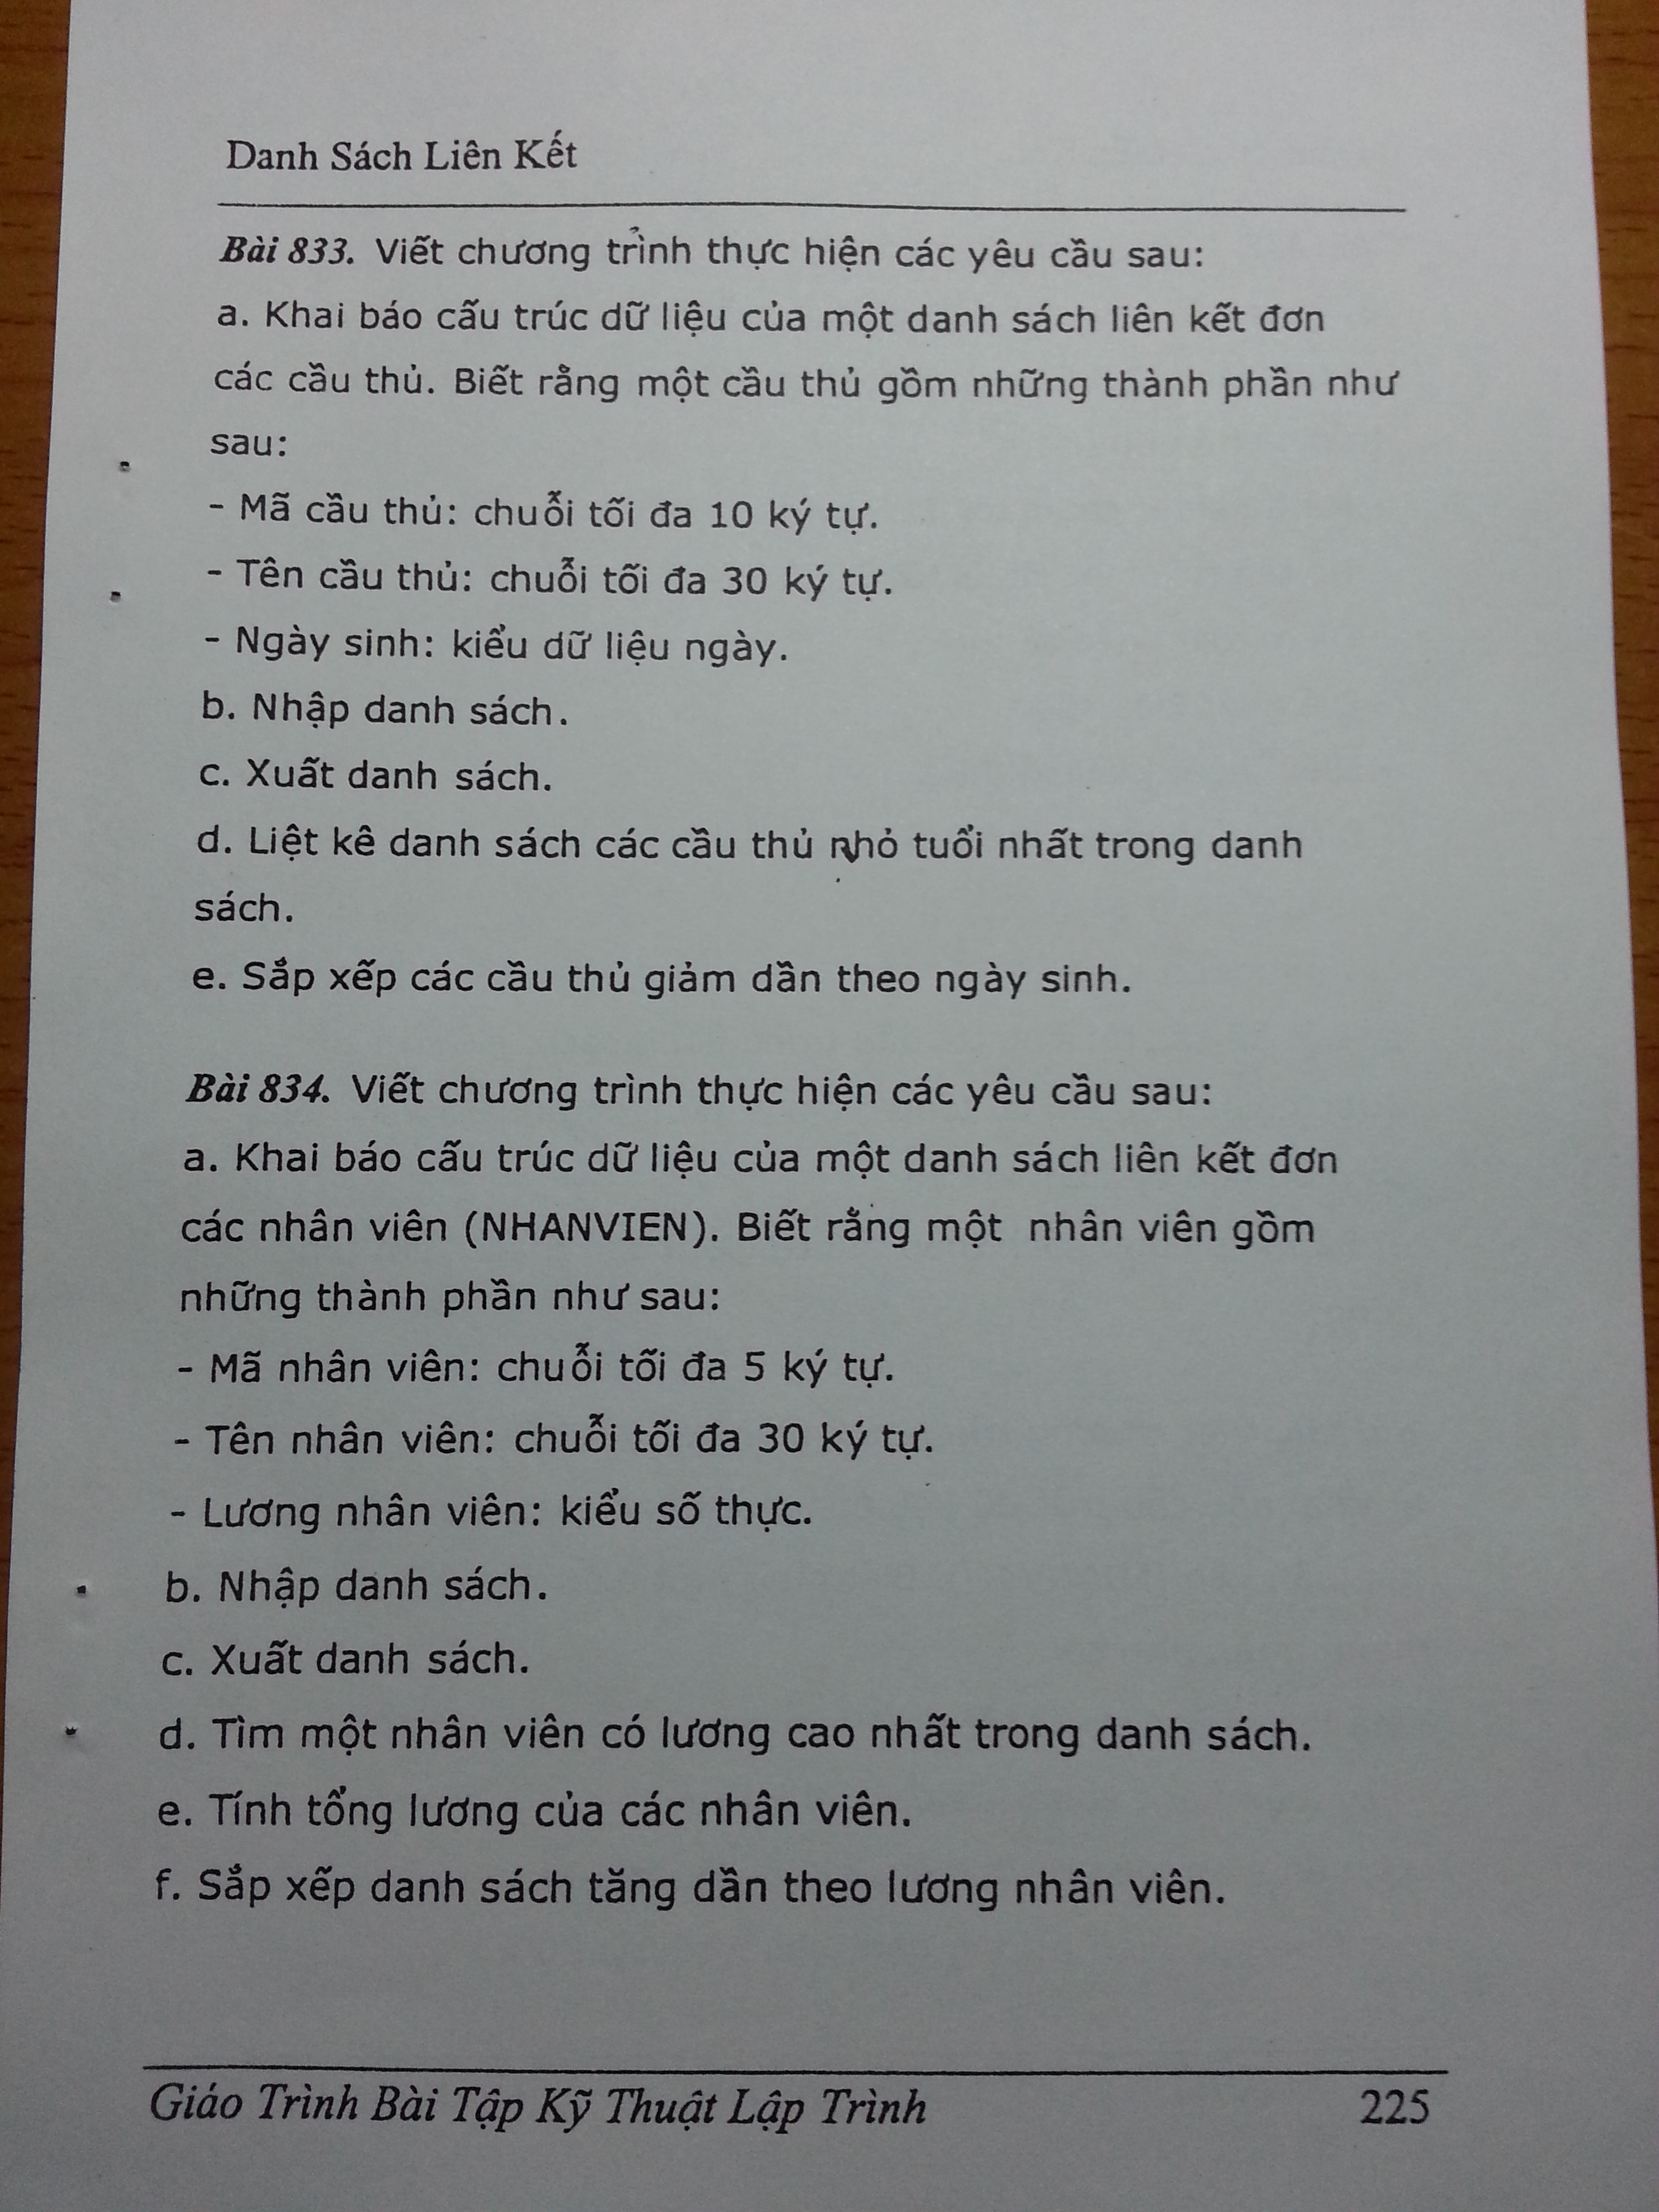 Danh Sách Liên Kết
Bài 833. Viết chương trình thực hiện các yêu cầu sau:
a. Khai báo cấu trúc dữ liệu của một danh sách liên kết đơn
các cầu thủ. Biết rằng một cầu thủ gồm những thành phần như
sau:
- Mã cầu thủ: chuỗi tối đa 10 ký tự.
- Tên cầu thủ: chuỗi tối đa 30 ký tự.
- Ngày sinh: kiểu dữ liệu ngày.
b. Nhập danh sách.
c. Xuất danh sách.
d. Liệt kê danh sách các cầu thủ nhỏ tuổi nhất trong danh
sách.
e. Sắp xếp các cầu thủ giảm dần theo ngày sinh.
Bài 834. Viết chương trình thực hiện các yêu cầu sau:
a. Khai báo cấu trúc dữ liệu của một danh sách liên kết đơn
các nhân viên (NHANVIEN). Biết rằng một nhân viên gồm
những thành phần như sau:
- Mã nhân viên: chuỗi tối đa 5 ký tự.
- Tên nhân viên: chuỗi tối đa 30 ký tự.
- Lương nhân viên: kiểu số thực.
b. Nhập danh sách.
c. Xuất danh sách.
d. Tìm một nhân viên có lương cao nhất trong danh sách.
e. Tính tổng lương của các nhân viên.
f. Sắp xếp danh sách tăng dần theo lương nhân viên.
Giáo Trình Bài Tập Kỹ Thuật Lập Trình 225